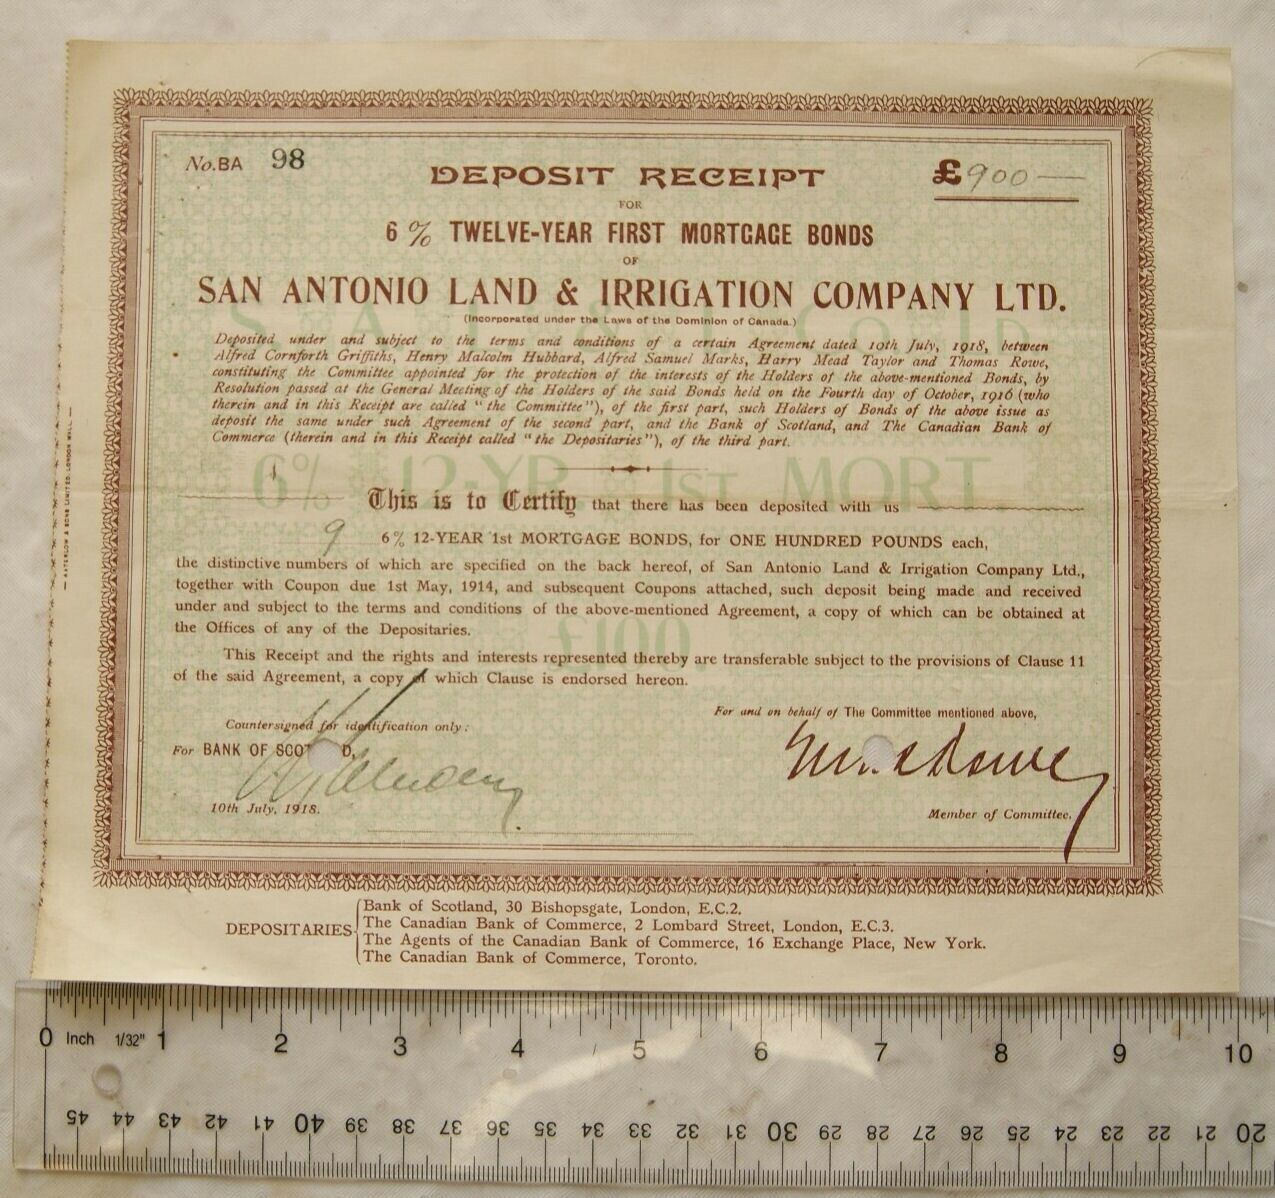 No.BA 98
£900—
DEPOSIT RECEIPT
FOR
6% TWELVE-YEAR FIRST MORTGAGE BONDS
OF
SAN ANTONIO LAND & IRRIGATION COMPANY LTD.
(Incorporated under the Laws of the Dominion of Canada.)
Deposited under and subject to the terms and conditions of a certain Agreement dated 10th July, 1918, between
Alfred Cornforth Griffiths, Henry Malcolm Hubbard, Alfred Samuel Marks, Harry Mead Taylor and Thomas Rowe,
constituting the Committee appointed for the protection of the interests of the Holders of the above-mentioned Bonds, by
Resolution passed at the General Meeting of the Holders of the said Bonds held on the Fourth day of October, 1916 (who
therein and in this Receipt are called "the Committee"), of the first part, such Holders of Bonds of the above issue as
deposit the same under such Agreement of the second part, and the Bank of Scotland, and The Canadian Bank of
Commerce (therein and in this Receipt called "the Depositaries"), of the third part.
6% 12-YR 1ST MORT
This is to Certify that there has been deposited with us
9 6% 12-YEAR 1st MORTGAGE BONDS, for ONE HUNDRED POUNDS each,
the distinctive numbers of which are specified on the back hereof, of San Antonio Land & Irrigation Company Ltd.,
together with Coupon due 1st May, 1914, and subsequent Coupons attached, such deposit being made and received
under and subject to the terms and conditions of the above-mentioned Agreement, a copy of which can be obtained at
the Offices of any of the Depositaries.
£100
This Receipt and the rights and interests represented thereby are transferable subject to the provisions of Clause 11
of the said Agreement, a copy of which Clause is endorsed hereon.
Countersigned for identification only:
For BANK OF SCOT D,
10th July, 1918.
For and on behalf of The Committee mentioned above,
Member of Committee.
DEPOSITARIES
Bank of Scotland, 30 Bishopsgate, London, E.C.2.
The Canadian Bank of Commerce, 2 Lombard Street, London, E.C.3.
The Agents of the Canadian Bank of Commerce, 16 Exchange Place, New York.
The Canadian Bank of Commerce, Toronto.
0 Inch 1/32" 1 2 3 4 5 6 7 8 9 10
45 44 43 42 41 40 39 38 37 36 35 34 33 32 31 30 29 28 27 26 25 24 23 22 21 20